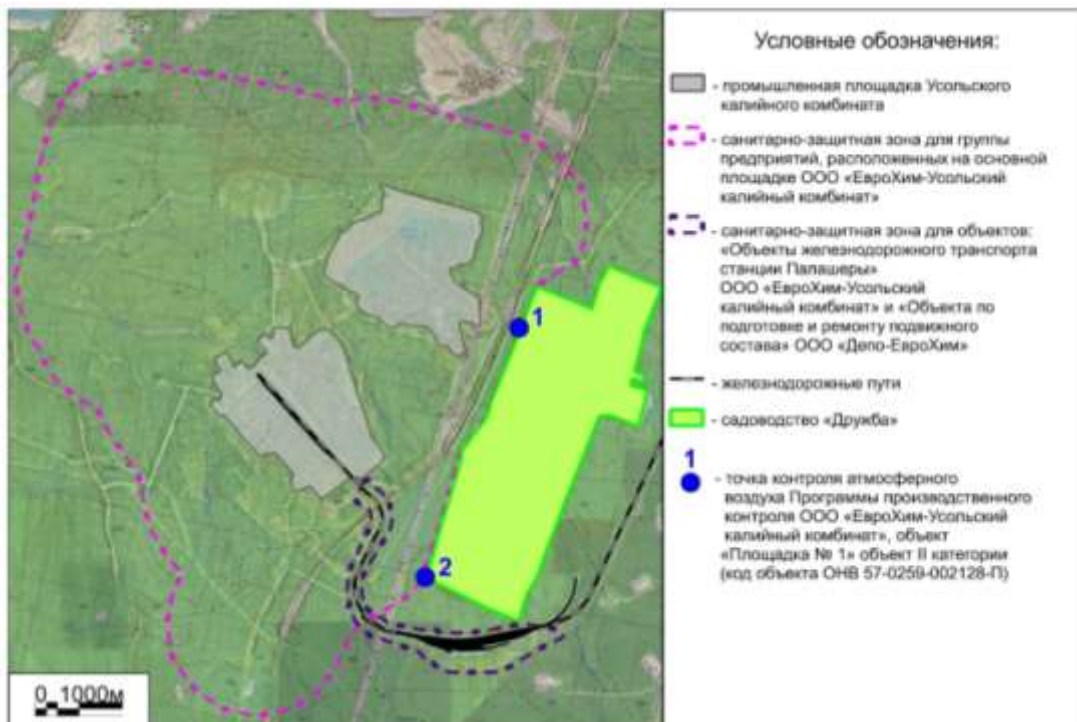 Условные обозначения:
- промышленная площадка Усольского
калийного комбината
- санитарно-защитная зона для группы
предприятий, расположенных на основной
площадке ООО «ЕвроХим-Усольский
калийный комбинат»
- санитарно-защитная зона для объектов:
«Объекты железнодорожного транспорта
станции Палашеры»
ООО «ЕвроХим-Усольский
калийный комбинат» и «Объекта по
подготовке и ремонту подвижного
состава» ООО «Депо-ЕвроХим»
- железнодорожные пути
- садоводство «Дружба»
1
- точка контроля атмосферного
воздуха Программы производственного
контроля ООО «ЕвроХим-Усольский
калийный комбинат», объект
«Площадка № 1» объект II категории
(код объекта ОНВ 57-0259-002128-П)
1
2
0 1000м